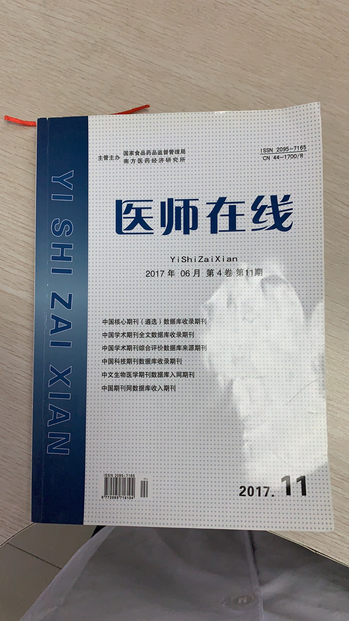 主管主办
国家食品药品监督管理局
南方医药经济研究所
ISSN 2095-7165
CN 44-1700/R
YI SHI ZAI XIAN
医师在线
YiShiZaiXian
2017 年 06 月 第 4 卷 第11期
中国核心期刊（遴选）数据库收录期刊
中国学术期刊全文数据库收录期刊
中国学术期刊综合评价数据库来源期刊
中国科技期刊数据库收录期刊
中文生物医学期刊数据库入网期刊
中国期刊网数据库收入期刊
ISSN 2095-7165
2017. 11